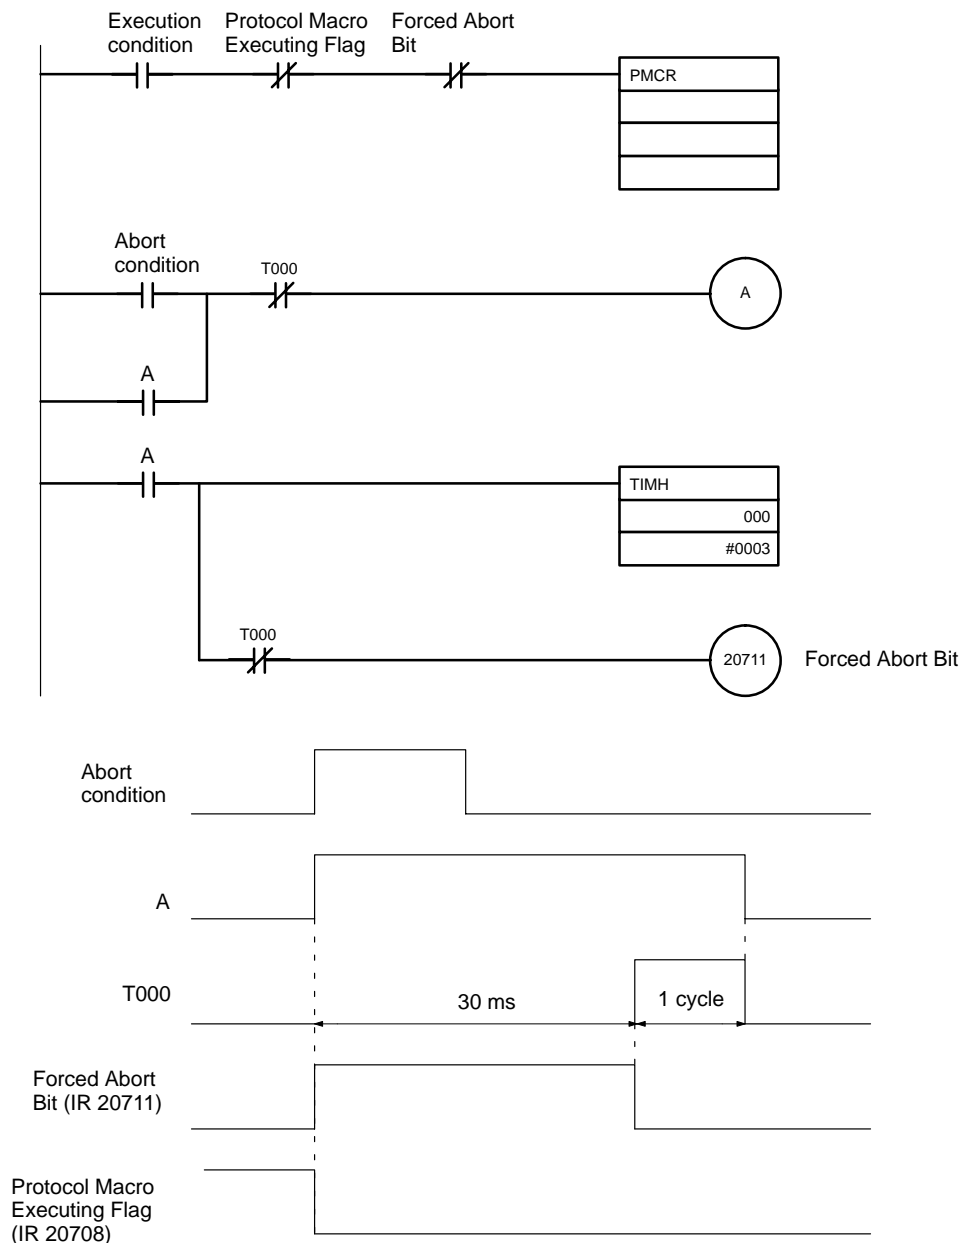 Execution condition
Protocol Macro Executing Flag
Forced Abort Bit
PMCR
Abort condition
T000
A
A
A
TIMH
000
#0003
T000
20711
Forced Abort Bit
Abort condition
A
T000
30 ms
1 cycle
Forced Abort Bit (IR 20711)
Protocol Macro Executing Flag (IR 20708)